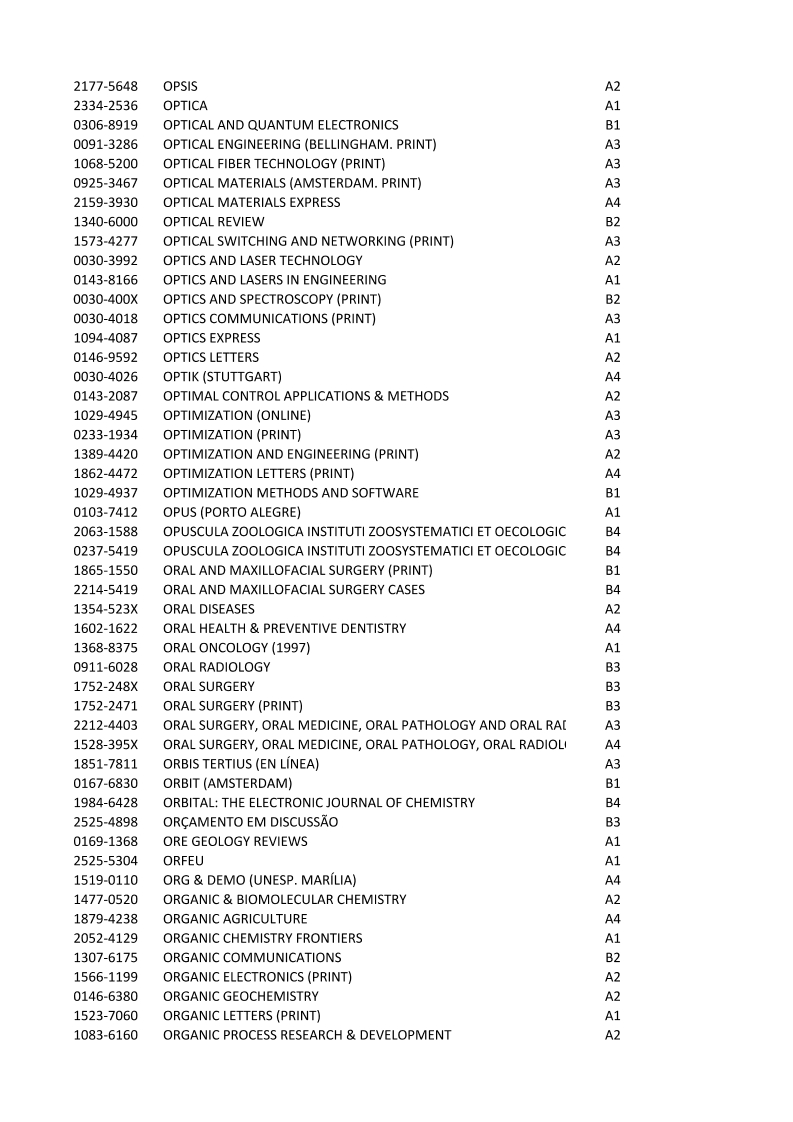 2177-5648 OPSIS A2
2334-2536 OPTICA A1
0306-8919 OPTICAL AND QUANTUM ELECTRONICS B1
0091-3286 OPTICAL ENGINEERING (BELLINGHAM. PRINT) A3
1068-5200 OPTICAL FIBER TECHNOLOGY (PRINT) A3
0925-3467 OPTICAL MATERIALS (AMSTERDAM. PRINT) A3
2159-3930 OPTICAL MATERIALS EXPRESS A4
1340-6000 OPTICAL REVIEW B2
1573-4277 OPTICAL SWITCHING AND NETWORKING (PRINT) A3
0030-3992 OPTICS AND LASER TECHNOLOGY A2
0143-8166 OPTICS AND LASERS IN ENGINEERING A1
0030-400X OPTICS AND SPECTROSCOPY (PRINT) B2
0030-4018 OPTICS COMMUNICATIONS (PRINT) A3
1094-4087 OPTICS EXPRESS A1
0146-9592 OPTICS LETTERS A2
0030-4026 OPTIK (STUTTGART) A4
0143-2087 OPTIMAL CONTROL APPLICATIONS & METHODS A2
1029-4945 OPTIMIZATION (ONLINE) A3
0233-1934 OPTIMIZATION (PRINT) A3
1389-4420 OPTIMIZATION AND ENGINEERING (PRINT) A2
1862-4472 OPTIMIZATION LETTERS (PRINT) A4
1029-4937 OPTIMIZATION METHODS AND SOFTWARE B1
0103-7412 OPUS (PORTO ALEGRE) A1
2063-1588 OPUSCULA ZOOLOGICA INSTITUTI ZOOSYSTEMATICI ET OECOLOGIC B4
0237-5419 OPUSCULA ZOOLOGICA INSTITUTI ZOOSYSTEMATICI ET OECOLOGIC B4
1865-1550 ORAL AND MAXILLOFACIAL SURGERY (PRINT) B1
2214-5419 ORAL AND MAXILLOFACIAL SURGERY CASES B4
1354-523X ORAL DISEASES A2
1602-1622 ORAL HEALTH & PREVENTIVE DENTISTRY A4
1368-8375 ORAL ONCOLOGY (1997) A1
0911-6028 ORAL RADIOLOGY B3
1752-248X ORAL SURGERY B3
1752-2471 ORAL SURGERY (PRINT) B3
2212-4403 ORAL SURGERY, ORAL MEDICINE, ORAL PATHOLOGY AND ORAL RAD A3
1528-395X ORAL SURGERY, ORAL MEDICINE, ORAL PATHOLOGY, ORAL RADIOLO A4
1851-7811 ORBIS TERTIUS (EN LÍNEA) A3
0167-6830 ORBIT (AMSTERDAM) B1
1984-6428 ORBITAL: THE ELECTRONIC JOURNAL OF CHEMISTRY B4
2525-4898 ORÇAMENTO EM DISCUSSÃO B3
0169-1368 ORE GEOLOGY REVIEWS A1
2525-5304 ORFEU A1
1519-0110 ORG & DEMO (UNESP. MARÍLIA) A4
1477-0520 ORGANIC & BIOMOLECULAR CHEMISTRY A2
1879-4238 ORGANIC AGRICULTURE A4
2052-4129 ORGANIC CHEMISTRY FRONTIERS A1
1307-6175 ORGANIC COMMUNICATIONS B2
1566-1199 ORGANIC ELECTRONICS (PRINT) A2
0146-6380 ORGANIC GEOCHEMISTRY A2
1523-7060 ORGANIC LETTERS (PRINT) A1
1083-6160 ORGANIC PROCESS RESEARCH & DEVELOPMENT A2